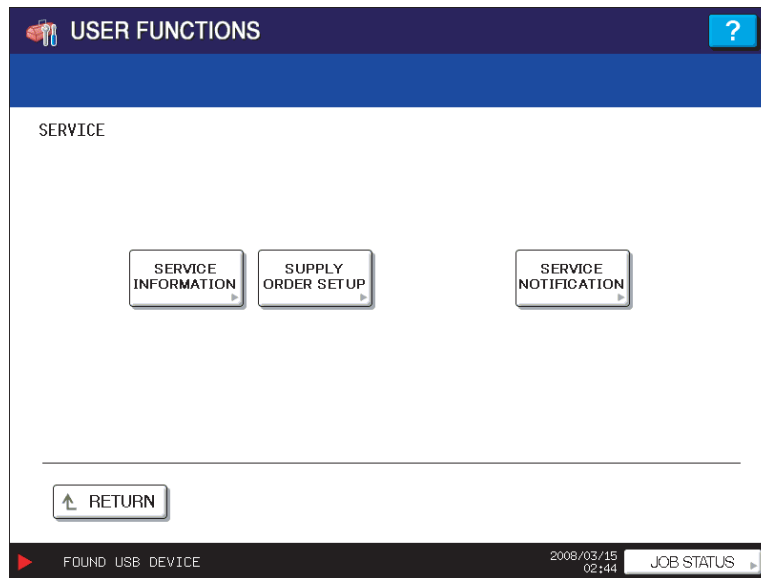 USER FUNCTIONS
?
SERVICE
SERVICE
INFORMATION
SUPPLY
ORDER SETUP
SERVICE
NOTIFICATION
RETURN
FOUND USB DEVICE
2008/03/15
02:44
JOB STATUS